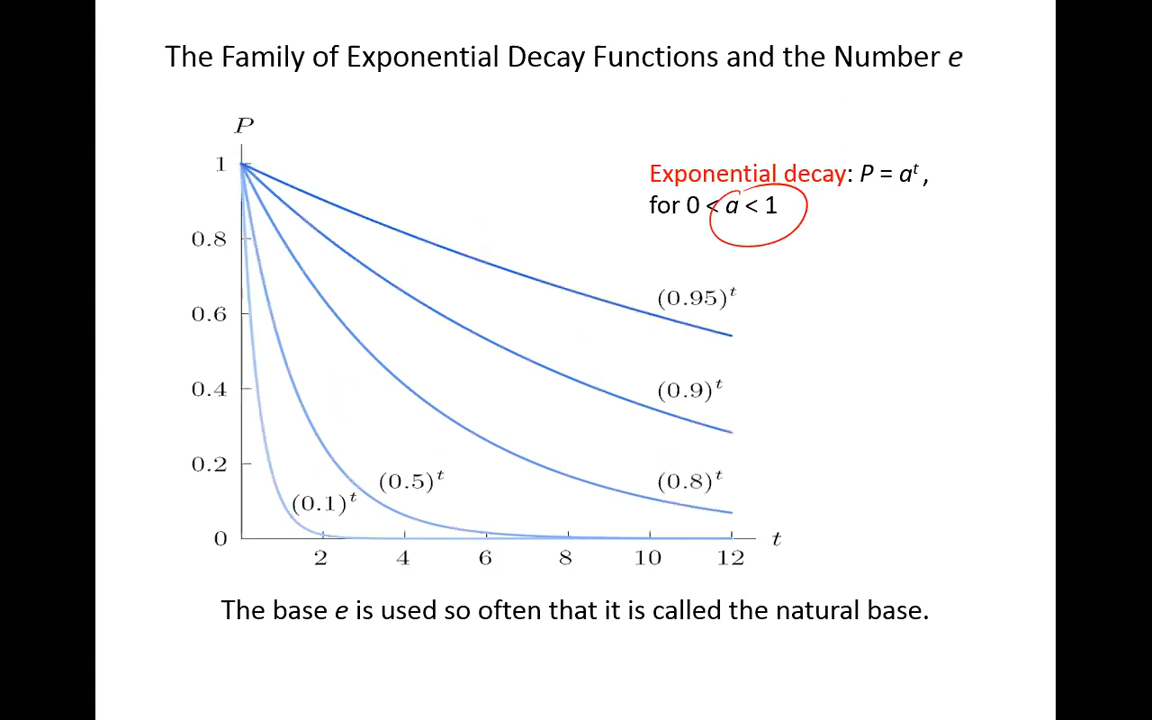 The Family of Exponential Decay Functions and the Number e
P
Exponential decay: P = aᵗ,
for 0 < a < 1
1
0.8
0.6
0.4
0.2
0
(0.95)ᵗ
(0.9)ᵗ
(0.8)ᵗ
(0.5)ᵗ
(0.1)ᵗ
2 4 6 8 10 12
t
The base e is used so often that it is called the natural base.